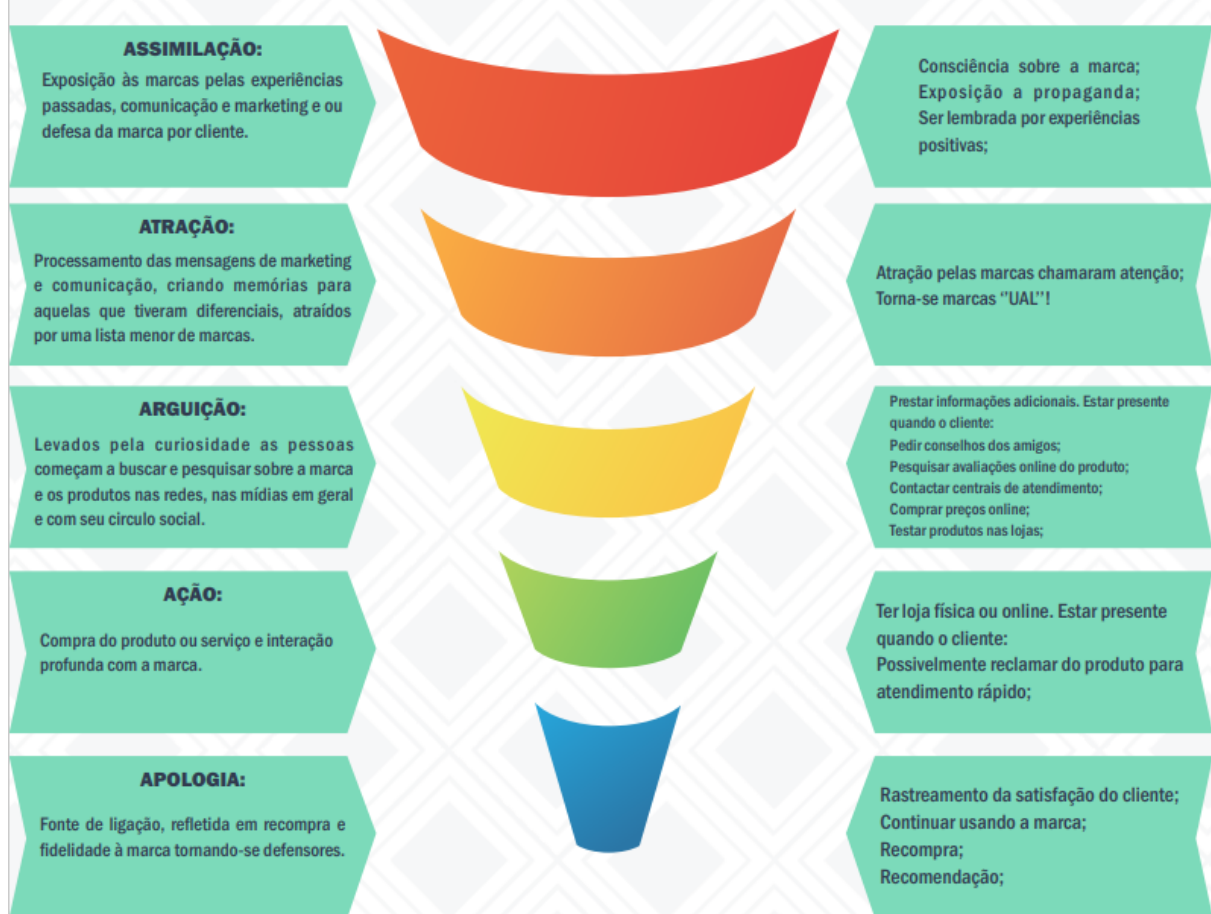 ASSIMILAÇÃO:
Exposição às marcas pelas experiências
passadas, comunicação e marketing e ou
defesa da marca por cliente.
Consciência sobre a marca;
Exposição a propaganda;
Ser lembrada por experiências
positivas;
ATRAÇÃO:
Processamento das mensagens de marketing
e comunicação, criando memórias para
aquelas que tiveram diferenciais, atraídos
por uma lista menor de marcas.
Atração pelas marcas chamaram atenção;
Torna-se marcas ‘’UAL’’!
ARGUIÇÃO:
Levados pela curiosidade as pessoas
começam a buscar e pesquisar sobre a marca
e os produtos nas redes, nas mídias em geral
e com seu circulo social.
Prestar informações adicionais. Estar presente
quando o cliente:
Pedir conselhos dos amigos;
Pesquisar avaliações online do produto;
Contactar centrais de atendimento;
Comprar preços online;
Testar produtos nas lojas;
AÇÃO:
Compra do produto ou serviço e interação
profunda com a marca.
Ter loja física ou online. Estar presente
quando o cliente:
Possivelmente reclamar do produto para
atendimento rápido;
APOLOGIA:
Fonte de ligação, refletida em recompra e
fidelidade à marca tornando-se defensores.
Rastreamento da satisfação do cliente;
Continuar usando a marca;
Recompra;
Recomendação;